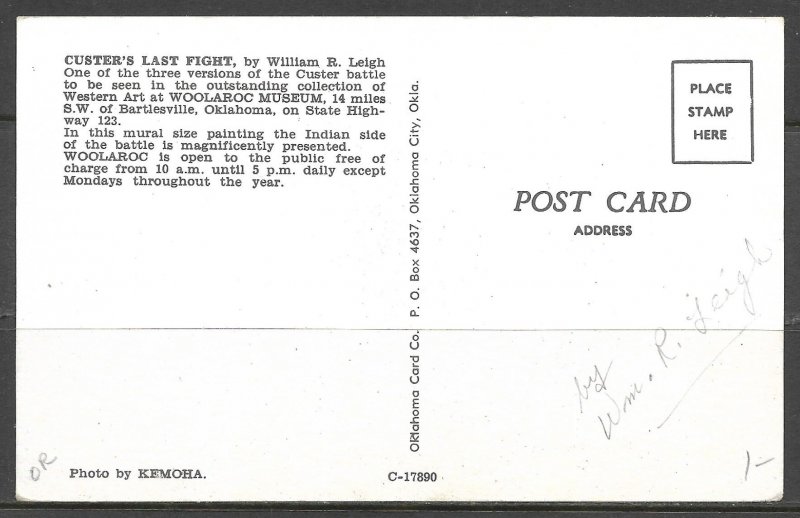 CUSTER'S LAST FIGHT, by William R. Leigh
One of the three versions of the Custer battle
to be seen in the outstanding collection of
Western Art at WOOLAROC MUSEUM, 14 miles
S.W. of Bartlesville, Oklahoma, on State High-
way 123.
In this mural size painting the Indian side
of the battle is magnificently presented.
WOOLAROC is open to the public free of
charge from 10 a.m. until 5 p.m. daily except
Mondays throughout the year.
Photo by KEMOHA.
OR
Oklahoma Card Co. P. O. Box 4637, Oklahoma City, Okla.
C-17890
PLACE
STAMP
HERE
POST CARD
ADDRESS
by
Wm. R. Leigh
1-